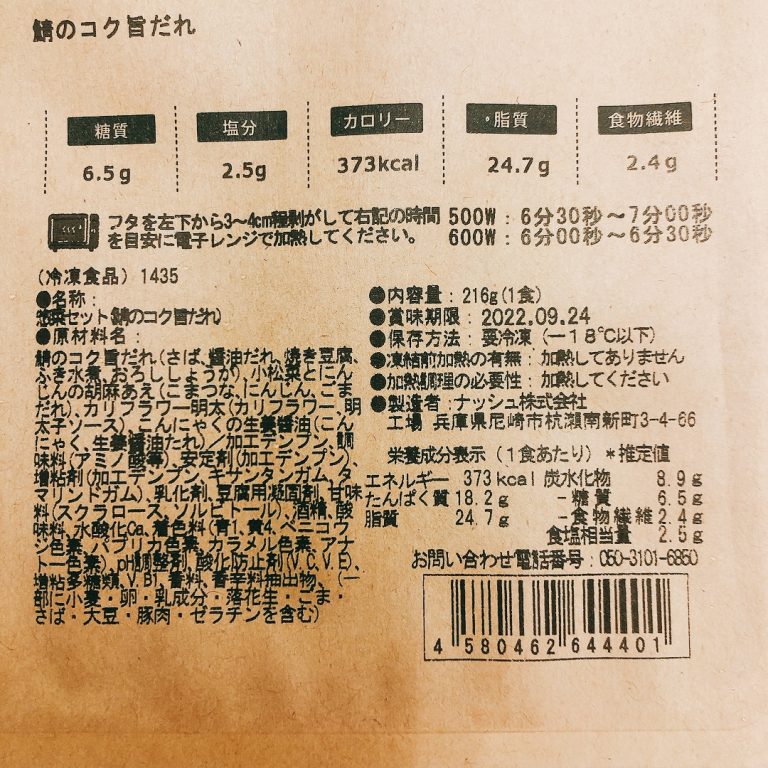 鯖のコク旨だれ
糖質 塩分 カロリー ・脂質 食物繊維
6.5g 2.5g 373kcal 24.7g 2.4g
フタを左下から3〜4cm程剥がして右記の時間
を目安に電子レンジで加熱してください。
500W：6分30秒〜7分00秒
600W：6分00秒〜6分30秒
(冷凍食品) 1435
●名称：
惣菜セット(鯖のコク旨だれ)
●原材料名：
鯖のコク旨だれ(さば、醤油だれ、焼き豆腐、
ふき水煮、おろししょうが)、小松菜とにん
じんの胡麻あえ(こまつな、にんじん、ごま
だれ)、カリフラワー明太(カリフラワー、明
太子ソース)、こんにゃくの生姜醤油(こん
にゃく、生姜醤油だれ)／加工デンプン、調
味料(アミノ酸等)、安定剤(加工デンプン)、
増粘剤(加工デンプン、キサンタンガム、タ
マリンドガム)、乳化剤、豆腐用凝固剤、甘味
料(スクラロース、ソルビトール)、酒精、酸
味料、水酸化Ca、着色料(青1、黄4、ベニコウ
ジ色素、パプリカ色素、カラメル色素、アナ
トー色素)、pH調整剤、酸化防止剤(V.C、V.E)、
増粘多糖類、V.B1、香料、香辛料抽出物、(一
部に小麦・卵・乳成分・落花生・ごま・
さば・大豆・豚肉・ゼラチンを含む)
●内容量：216g(1食)
●賞味期限：2022.09.24
●保存方法：要冷凍(−18℃以下)
●凍結前加熱の有無：加熱してありません
●加熱調理の必要性：加熱してください
●製造者：ナッシュ株式会社
工場 兵庫県尼崎市杭瀬南新町3-4-66
栄養成分表示(1食あたり)＊推定値
エネルギー 373kcal 炭水化物 8.9g
たんぱく質 18.2g －糖質 6.5g
脂質 24.7g －食物繊維 2.4g
食塩相当量 2.5g
お問い合わせ電話番号：050-3101-6850
4 580462 644401